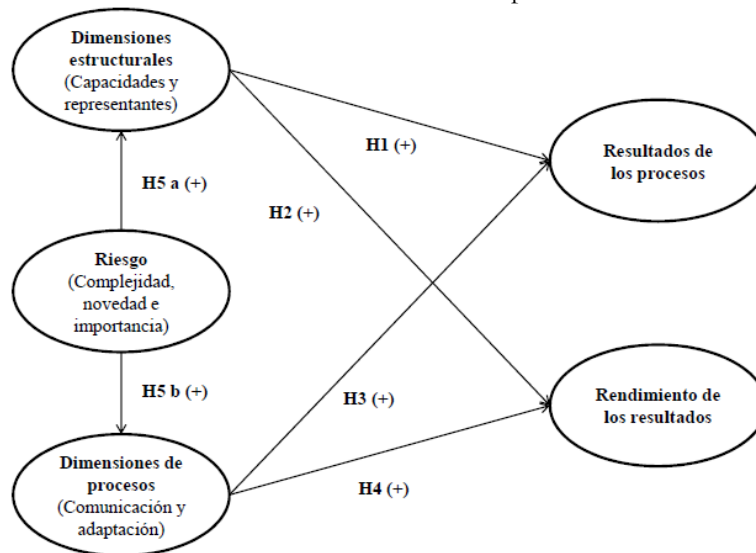 Dimensiones
estructurales
(Capacidades y
representantes)
H1 (+)
Resultados de
los procesos
H5 a (+)
H2 (+)
Riesgo
(Complejidad,
novedad e
importancia)
H5 b (+)
H3 (+)
Rendimiento de
los resultados
Dimensiones de
procesos
(Comunicación y
adaptación)
H4 (+)